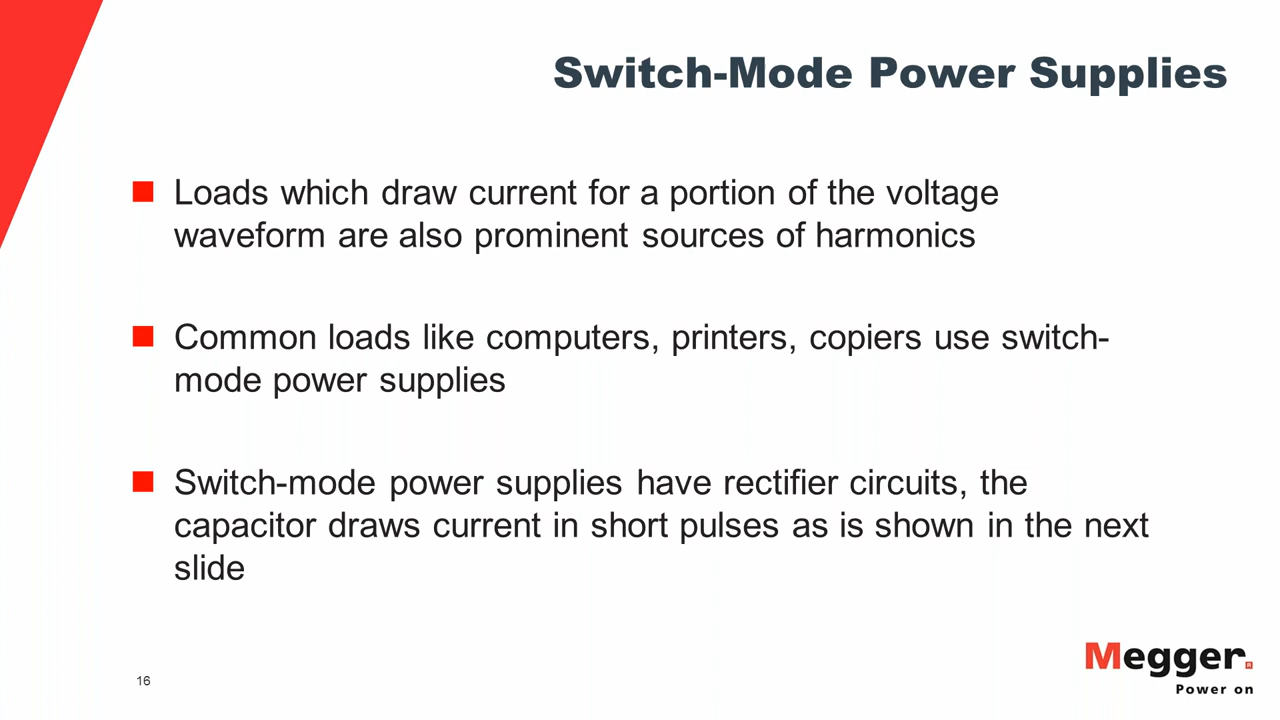 Switch-Mode Power Supplies
Loads which draw current for a portion of the voltage
waveform are also prominent sources of harmonics
Common loads like computers, printers, copiers use switch-
mode power supplies
Switch-mode power supplies have rectifier circuits, the
capacitor draws current in short pulses as is shown in the next
slide
Megger.
Power on
16